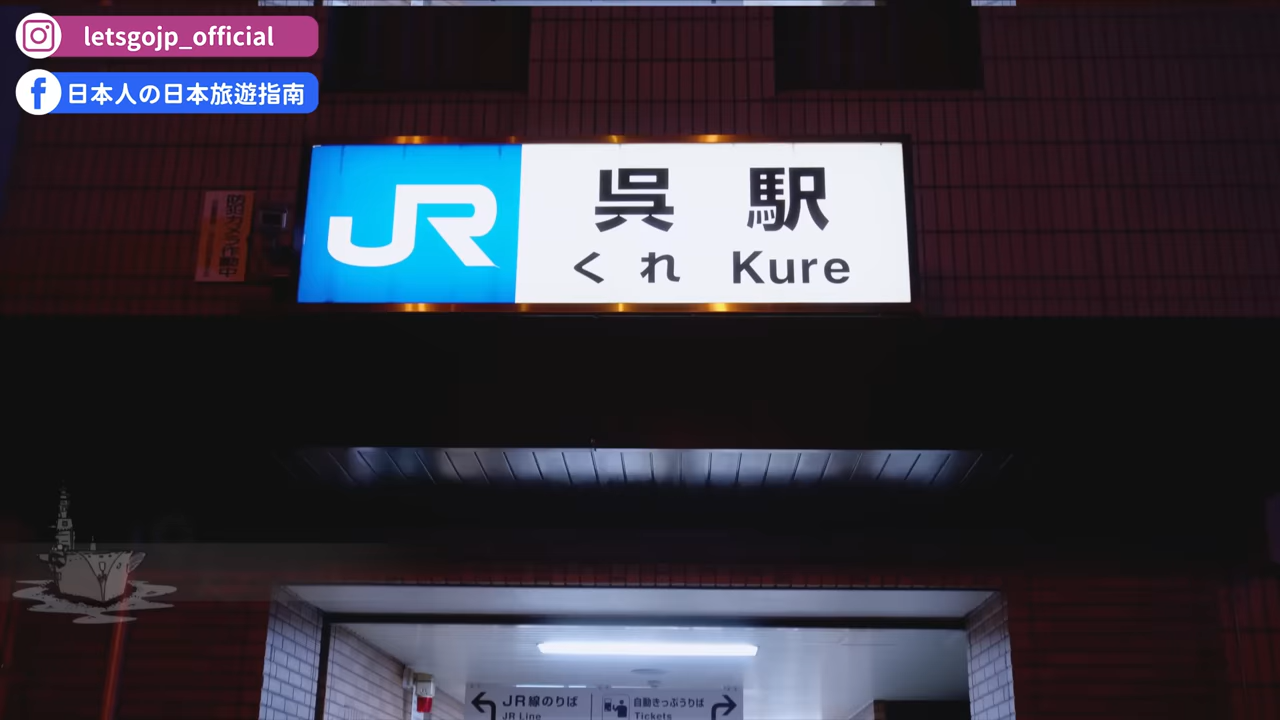 letsgojp_official
日本人の日本旅遊指南
JR
呉 駅
くれ Kure
JR線のりば
JR Line
自動きっぷうりば
Tickets